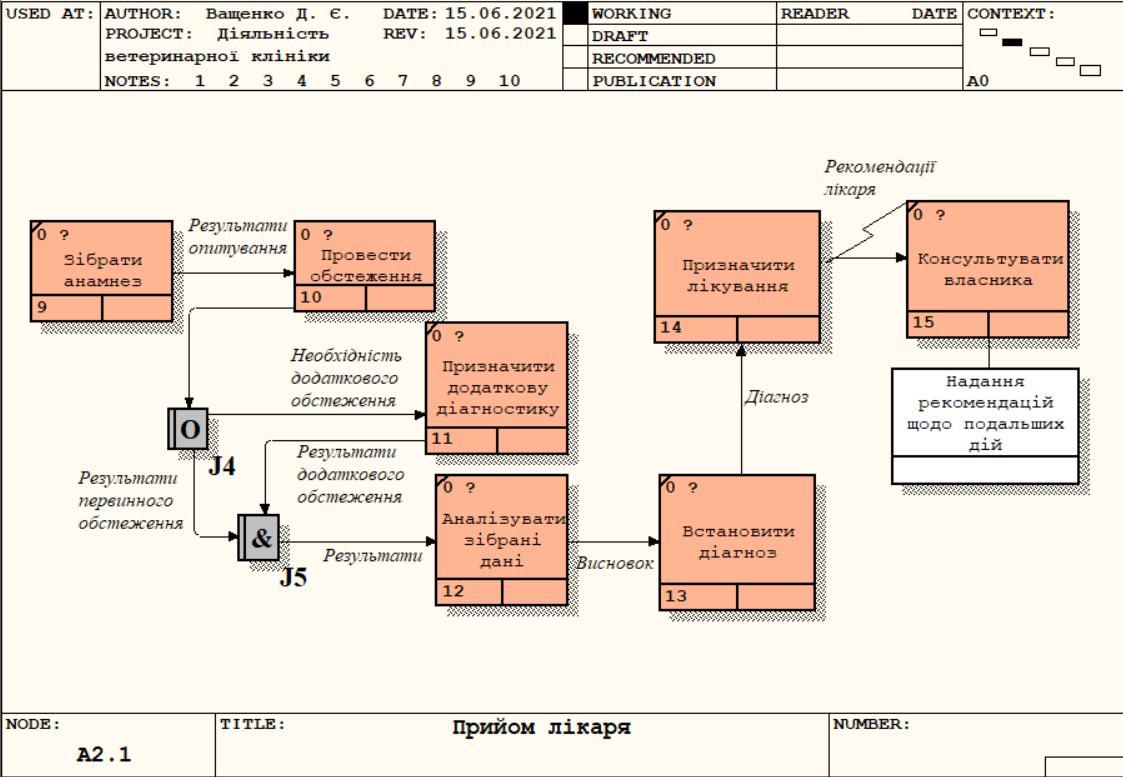 USED AT:
AUTHOR: Ващенко Д. Є.
DATE: 15.06.2021
PROJECT: Діяльність
ветеринарної клініки
REV: 15.06.2021
NOTES: 1 2 3 4 5 6 7 8 9 10
WORKING
DRAFT
RECOMMENDED
PUBLICATION
READER
DATE
CONTEXT:
A0
0 ?
Зібрати
анамнез
9
Результати
опитування
0 ?
Провести
обстеження
10
Необхідність
додаткового
обстеження
0 ?
Призначити
додаткову
діагностику
11
O
J4
Результати
первинного
обстеження
Результати
додаткового
обстеження
&
J5
Результати
0 ?
Аналізувати
зібрані
дані
12
Висновок
0 ?
Встановити
діагноз
13
Діагноз
0 ?
Призначити
лікування
14
Рекомендації
лікаря
0 ?
Консультувати
власника
15
Надання
рекомендацій
щодо подальших
дій
NODE:
A2.1
TITLE:
Прийом лікаря
NUMBER: